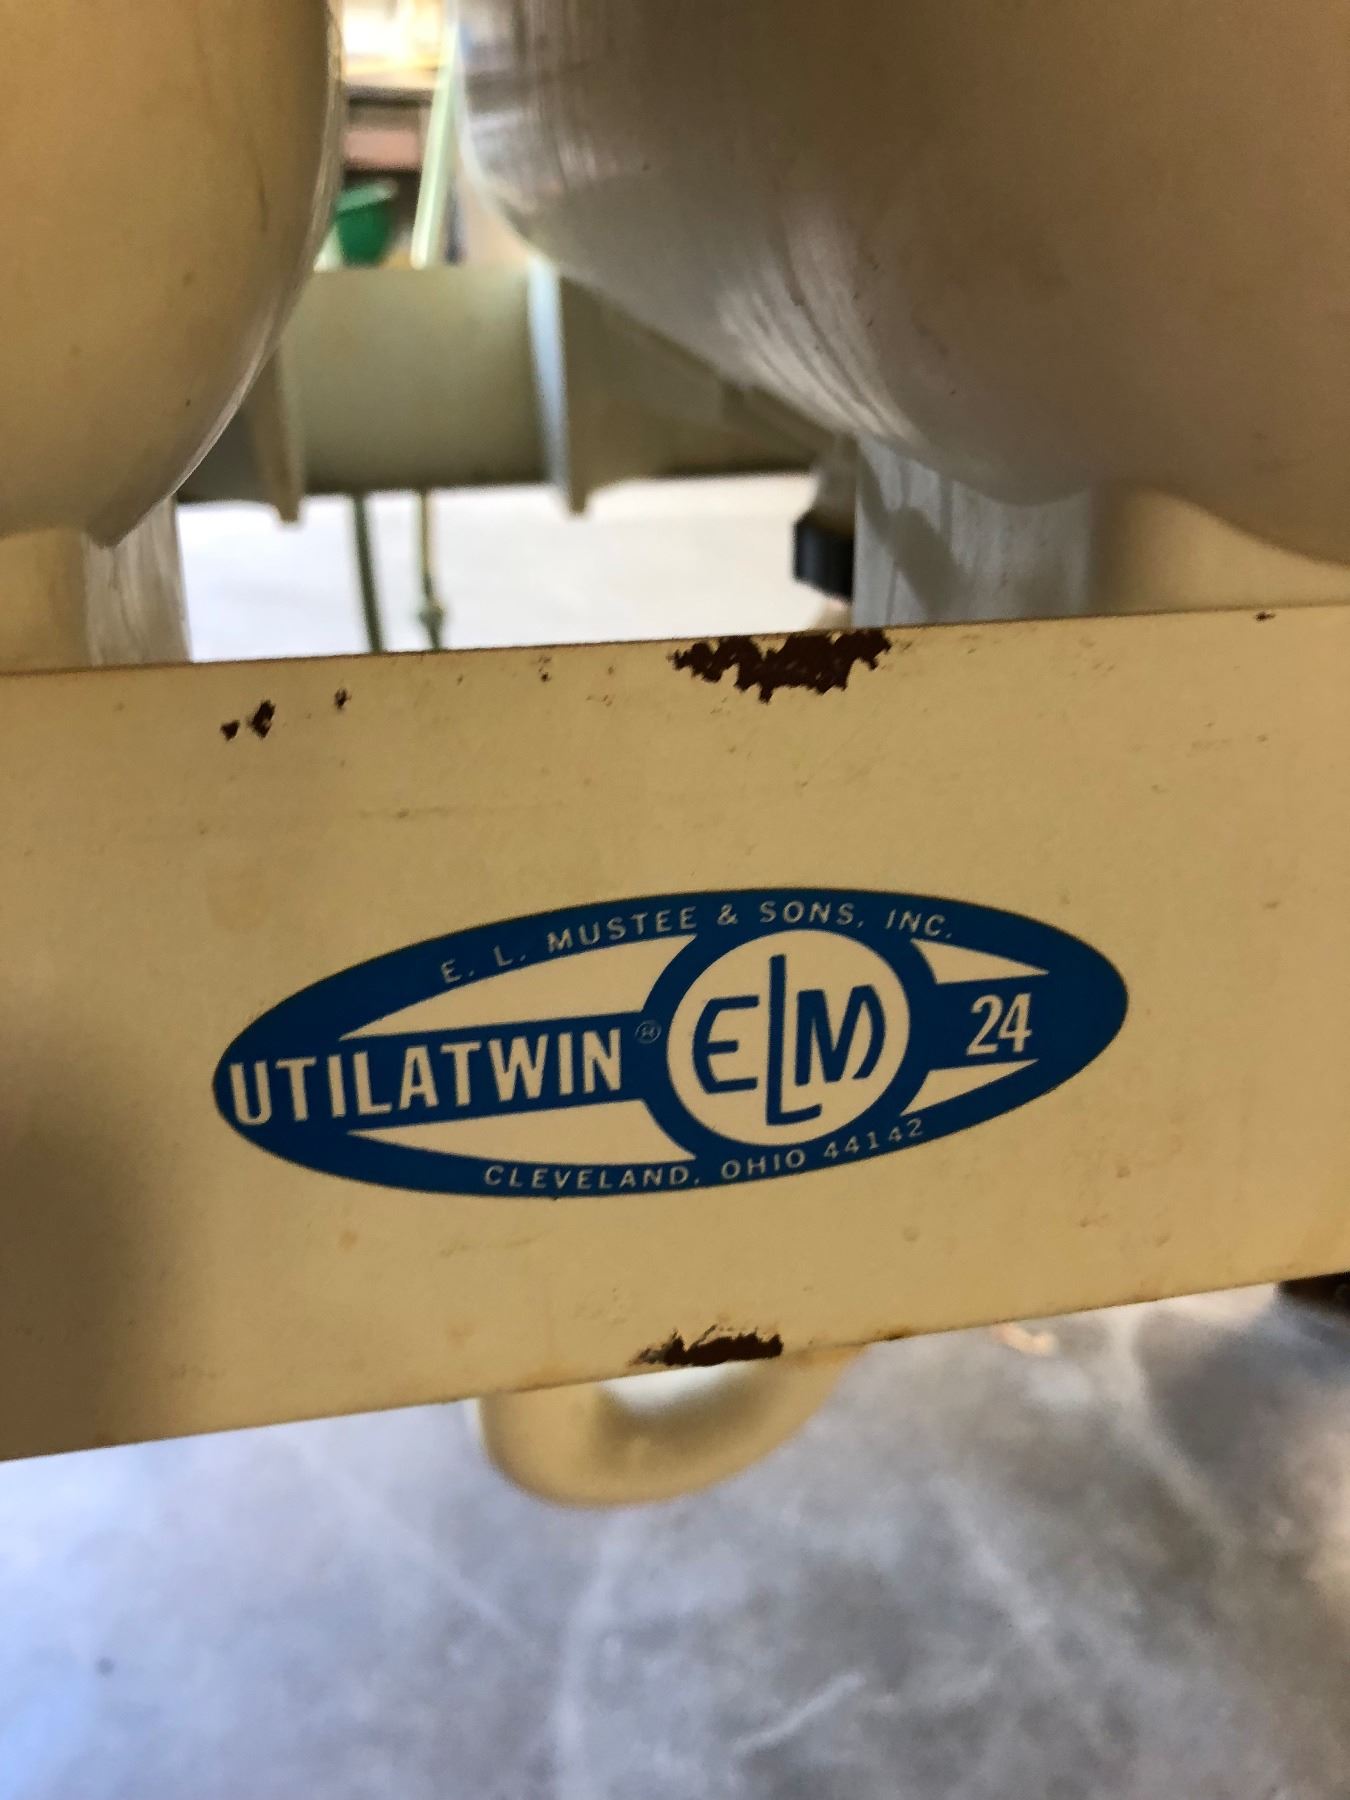 E. L. MUSTEE & SONS, INC.
UTILATWIN® ELM 24
CLEVELAND, OHIO 44142